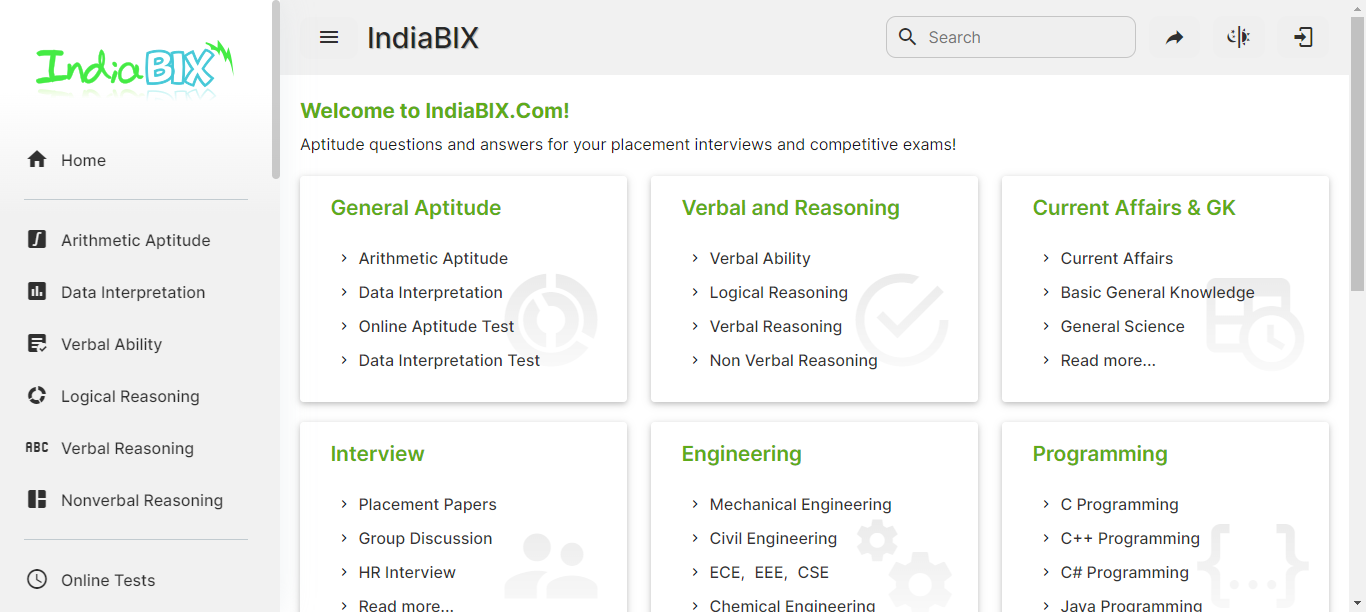 IndiaBIX
Home
Arithmetic Aptitude
Data Interpretation
Verbal Ability
Logical Reasoning
ABC Verbal Reasoning
Nonverbal Reasoning
Online Tests
IndiaBIX
Search
Welcome to IndiaBIX.Com!
Aptitude questions and answers for your placement interviews and competitive exams!
General Aptitude
Arithmetic Aptitude
Data Interpretation
Online Aptitude Test
Data Interpretation Test
Verbal and Reasoning
Verbal Ability
Logical Reasoning
Verbal Reasoning
Non Verbal Reasoning
Current Affairs & GK
Current Affairs
Basic General Knowledge
General Science
Read more...
Interview
Placement Papers
Group Discussion
HR Interview
Read more...
Engineering
Mechanical Engineering
Civil Engineering
ECE, EEE, CSE
Chemical Engineering
Programming
C Programming
C++ Programming
C# Programming
Java Programming